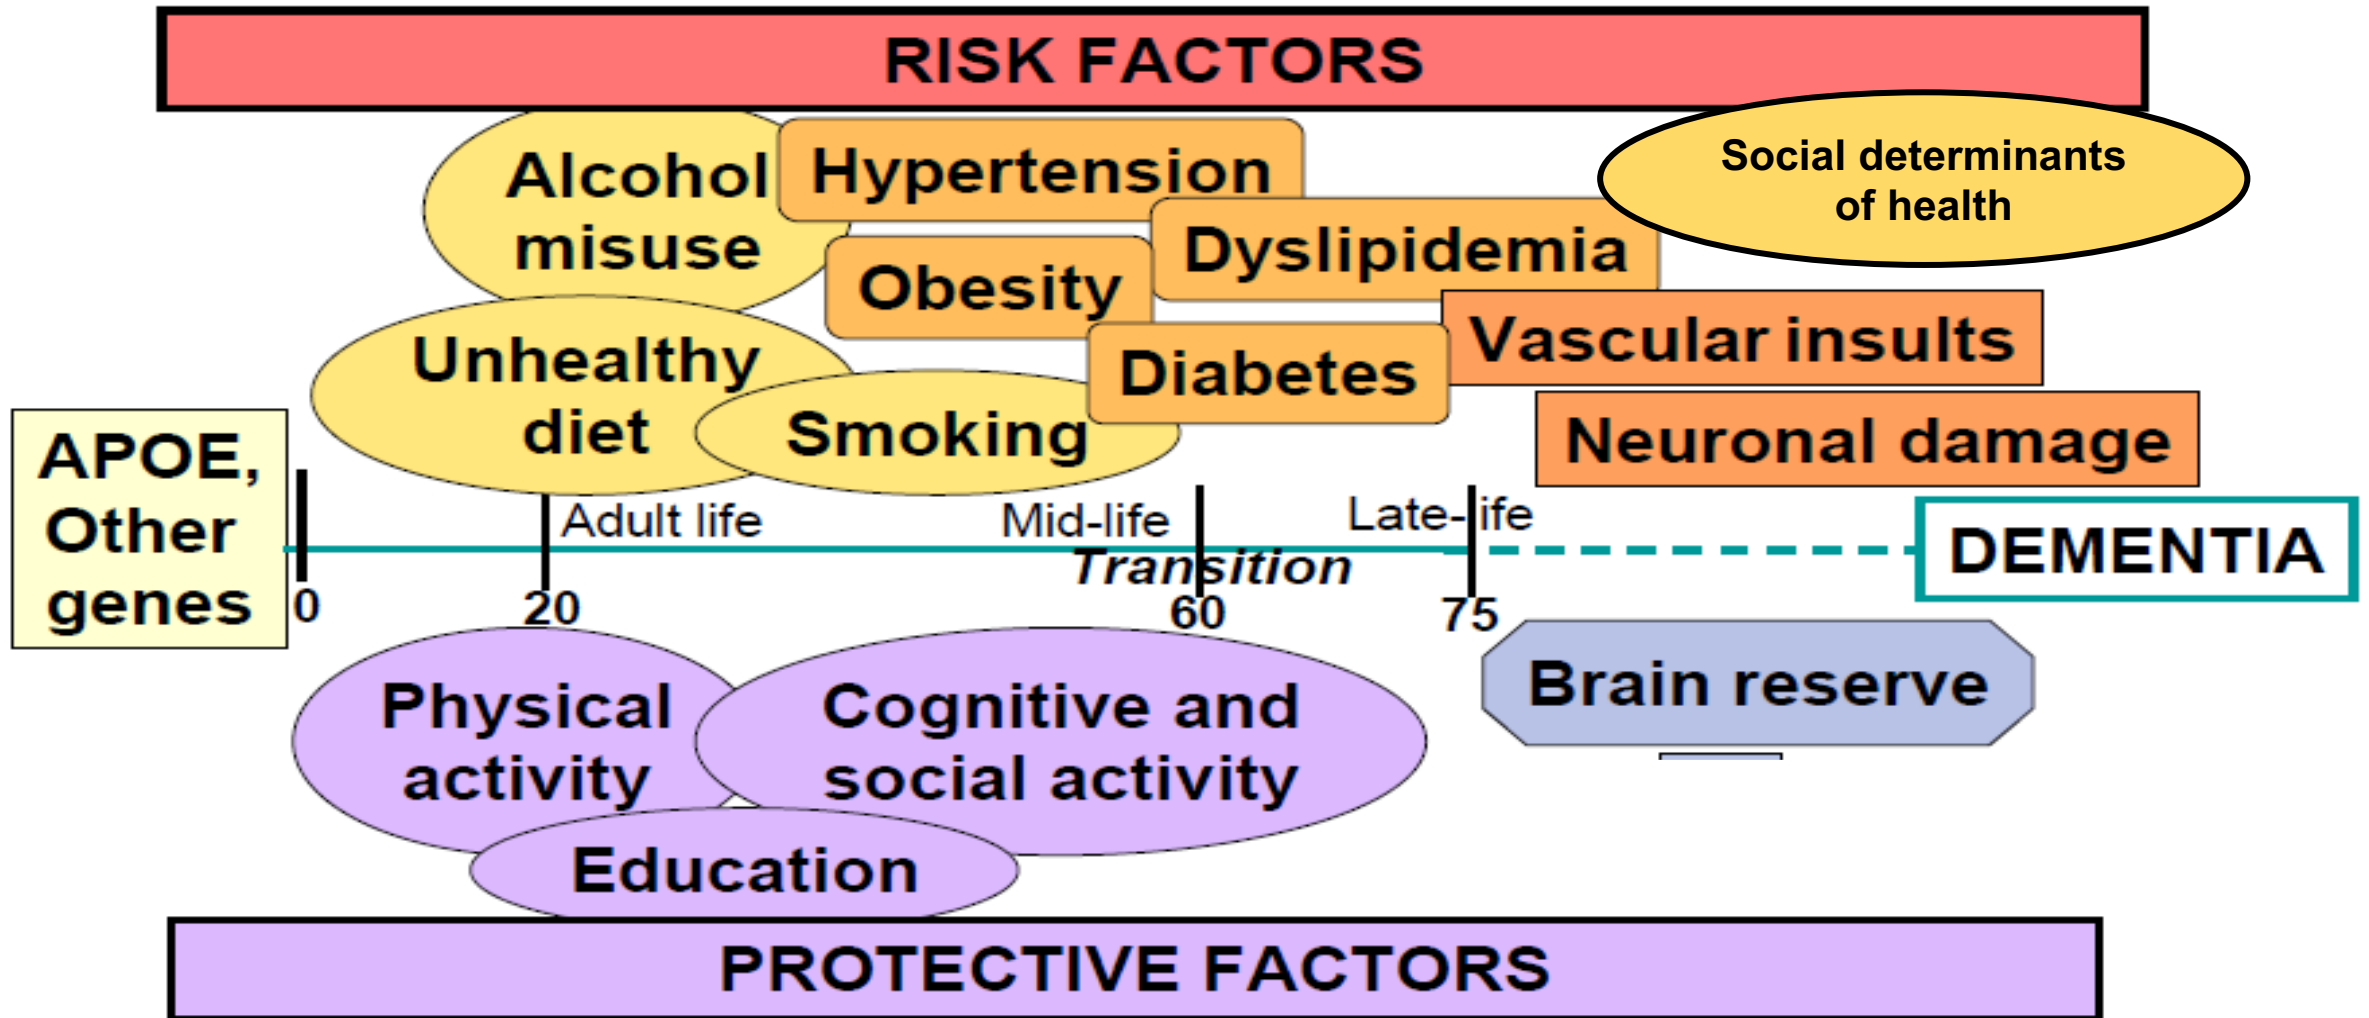 RISK FACTORS
Alcohol
misuse
Hypertension
Social determinants
of health
Obesity
Dyslipidemia
Unhealthy
diet
Smoking
Diabetes
Vascular insults
Neuronal damage
APOE,
Other
genes
Adult life
Mid-life
Late-life
Transition
DEMENTIA
0
20
60
75
Physical
activity
Cognitive and
social activity
Brain reserve
Education
PROTECTIVE FACTORS